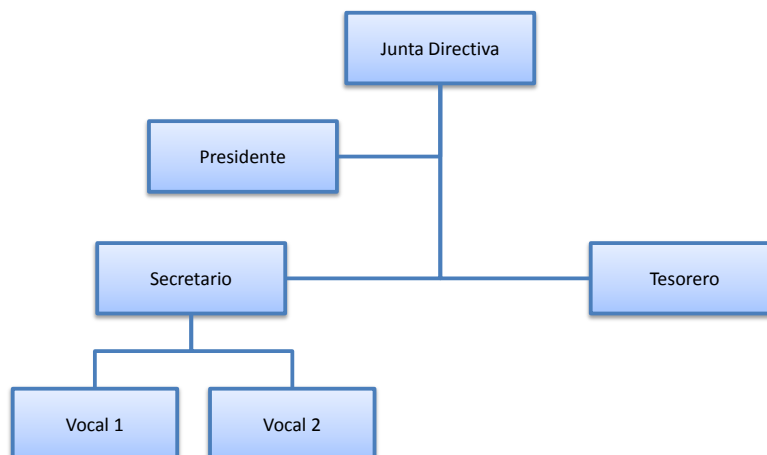 Junta Directiva
Presidente
Secretario
Tesorero
Vocal 1
Vocal 2